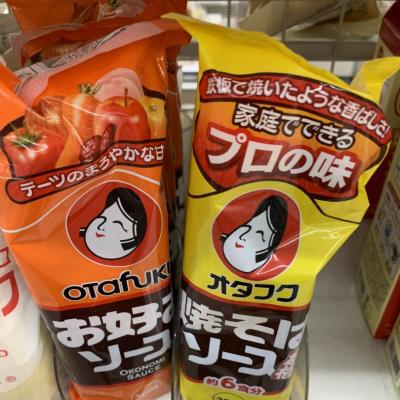 デーツのまろやかな甘
OTAFUKU
お好み
ソース
OKONOMI
SAUCE
鉄板で焼いたような香ばしさ!
家庭でできる
プロの味
オタフク
焼そば
ソース
約6食分